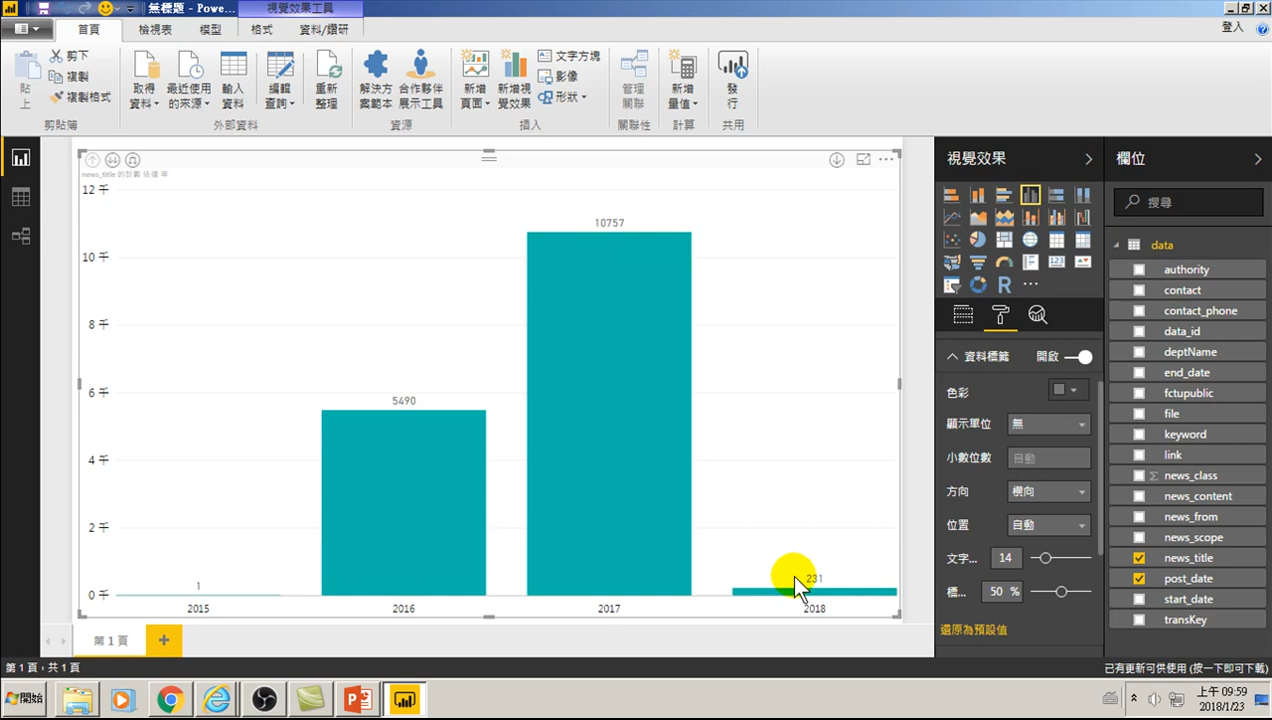 無標題 - Powe...
視覺效果工具
首頁
檢視表
模型
格式
資料/鑽研
登入
貼上
剪下
複製
複製格式
取得資料
最近使用的來源
輸入資料
編輯查詢
重新整理
解決方案範本
合作夥伴展示工具
新增頁面
新增視覺效果
文字方塊
影像
形狀
管理關聯
新增量值
發行
剪貼簿
外部資料
資源
插入
關聯性
計算
共用
news_title 的計數 依據 年
12 千
10 千
8 千
6 千
4 千
2 千
0 千
1
5490
10757
231
2015
2016
2017
2018
視覺效果
資料標籤
開啟
色彩
顯示單位
無
小數位數
自動
方向
橫向
位置
自動
文字...
14
標...
50 %
還原為預設值
欄位
搜尋
data
authority
contact
contact_phone
data_id
deptName
end_date
fctupublic
file
keyword
link
news_class
news_content
news_from
news_scope
news_title
post_date
start_date
transKey
第 1 頁
第 1 頁，共 1 頁
已有更新可供使用 (按一下即可下載)
開始
上午 09:59
2018/1/23